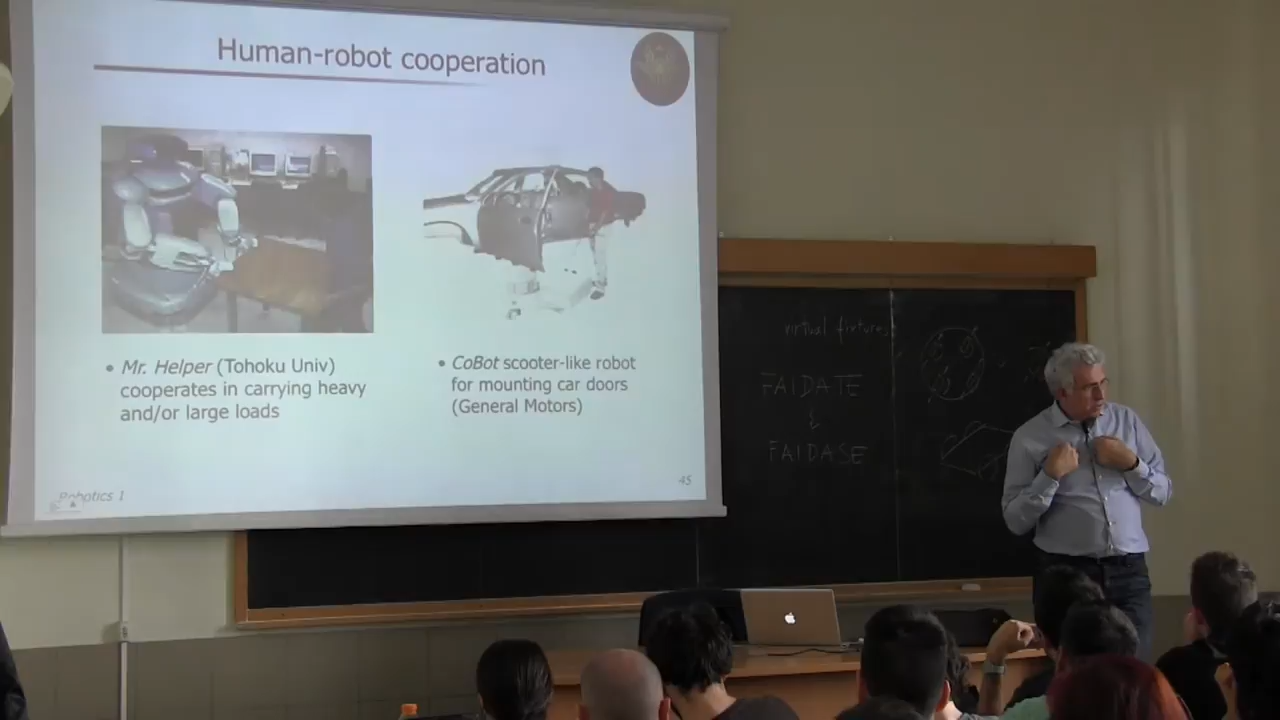 Human-robot cooperation
• Mr. Helper (Tohoku Univ)
cooperates in carrying heavy
and/or large loads
• CoBot scooter-like robot
for mounting car doors
(General Motors)
Robotics 1
45
virtual fixtures
FAIDATE
&
FAIDASE